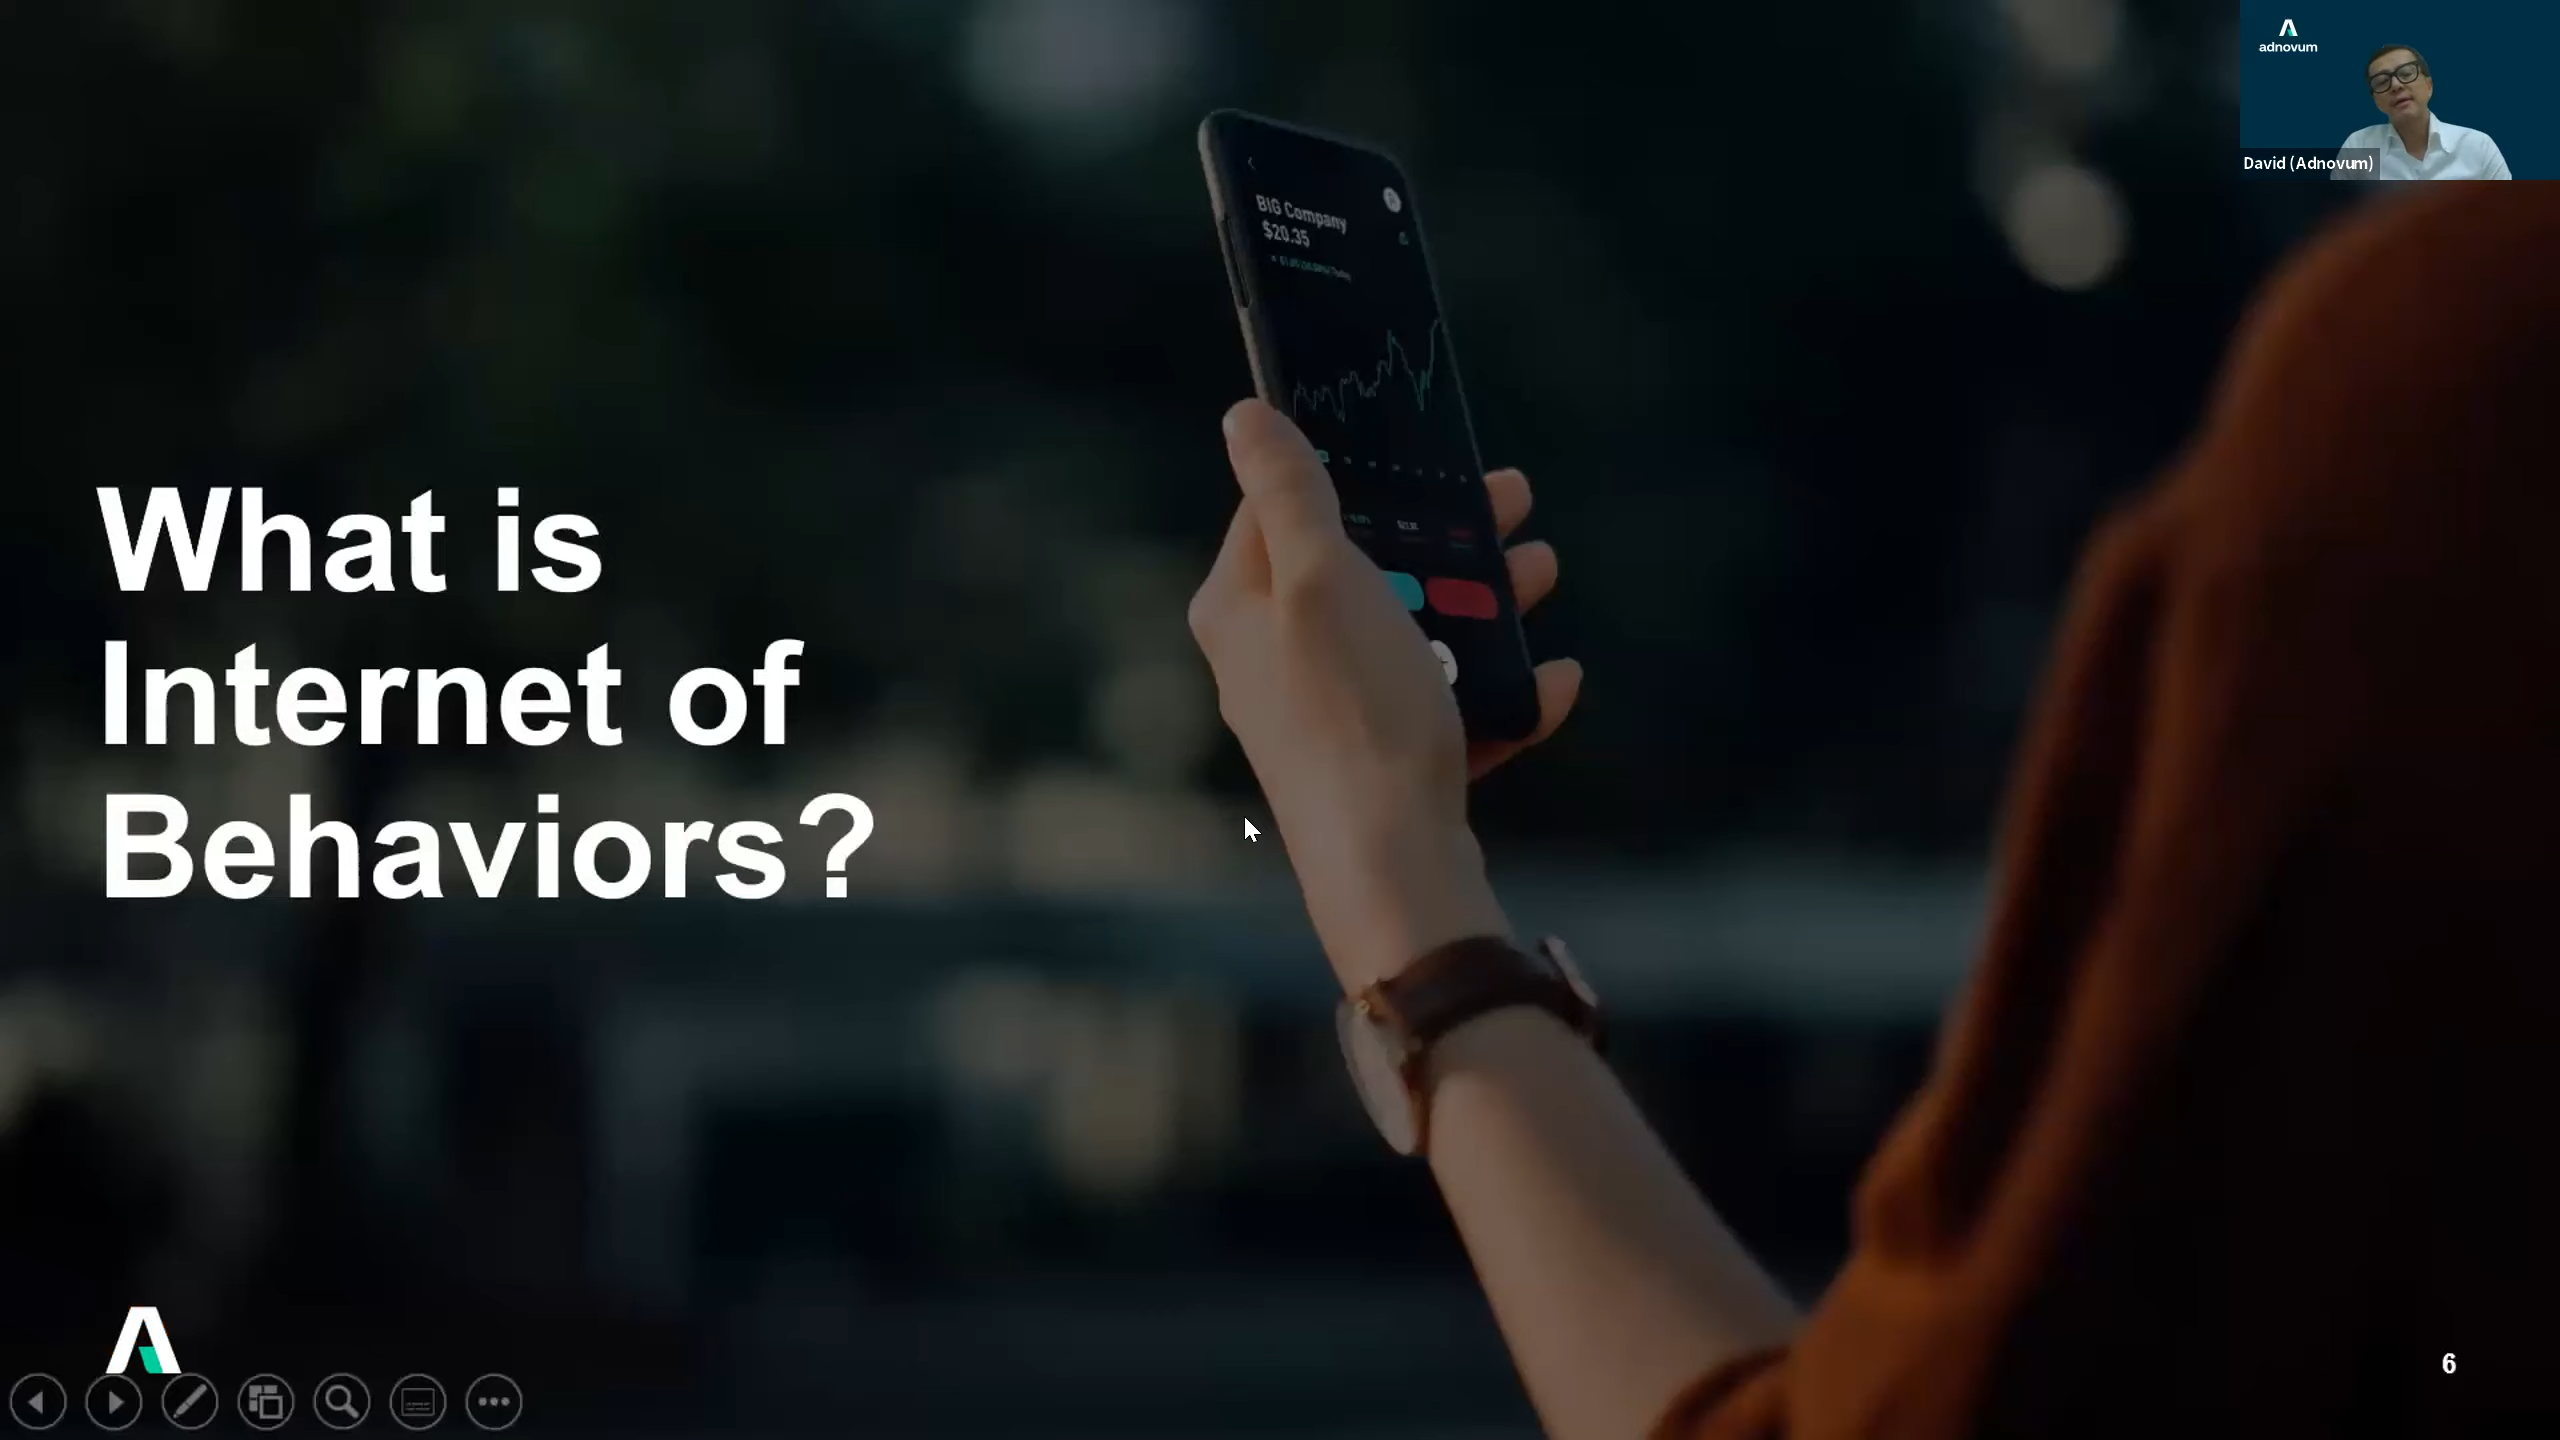 adnovum
David (Adnovum)
BIG Company
$20.35
What is
Internet of
Behaviors?
6